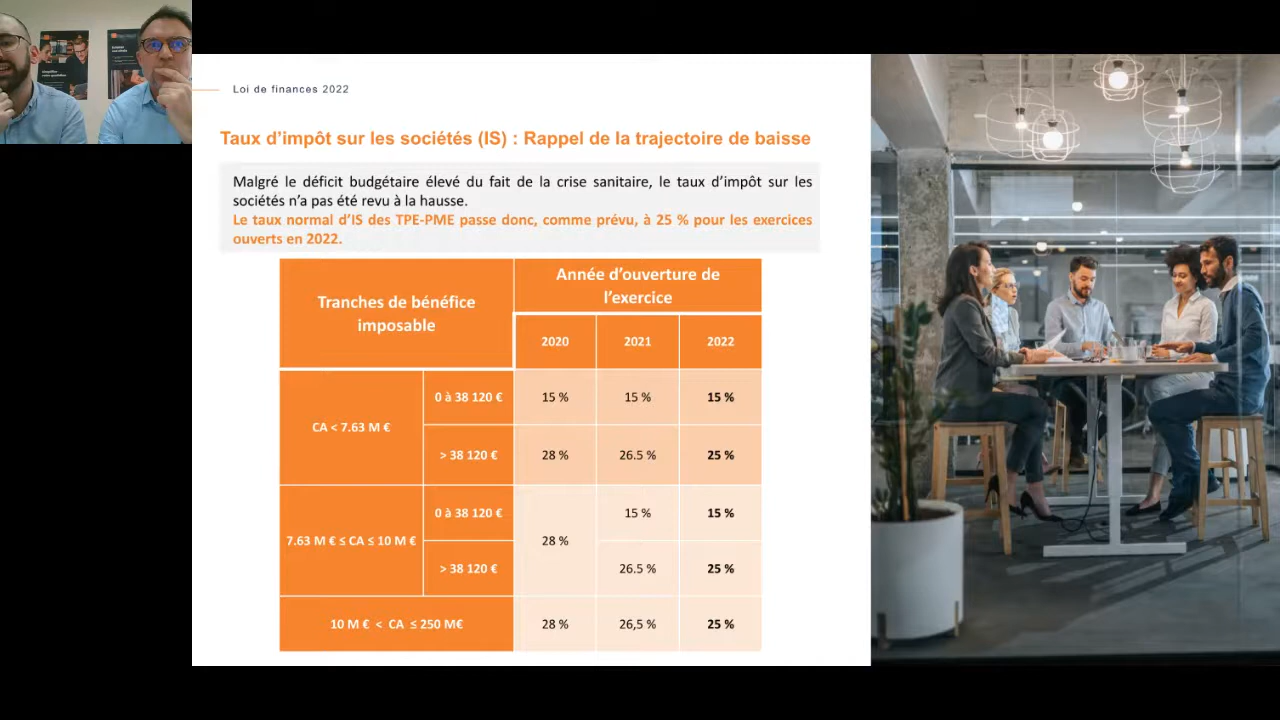 Loi de finances 2022
Taux d’impôt sur les sociétés (IS) : Rappel de la trajectoire de baisse
Malgré le déficit budgétaire élevé du fait de la crise sanitaire, le taux d’impôt sur les
sociétés n’a pas été revu à la hausse.
Le taux normal d’IS des TPE-PME passe donc, comme prévu, à 25 % pour les exercices
ouverts en 2022.
Tranches de bénéfice
imposable
Année d’ouverture de
l’exercice
2020 2021 2022
CA < 7.63 M €
0 à 38 120 € 15 % 15 % 15 %
> 38 120 € 28 % 26.5 % 25 %
7.63 M € ≤ CA ≤ 10 M €
0 à 38 120 € 28 % 15 % 15 %
> 38 120 € 26.5 % 25 %
10 M € < CA ≤ 250 M€ 28 % 26,5 % 25 %